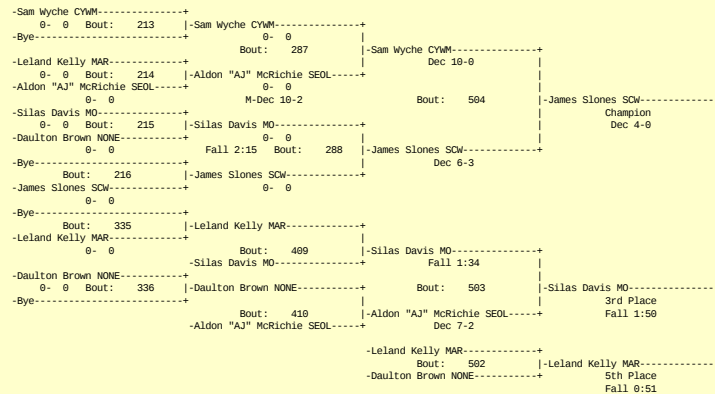 -Sam Wyche CYWM---------------+
0- 0 Bout: 213 |-Sam Wyche CYWM--------------+
-Bye--------------------------+ 0- 0 |
Bout: 287 |-Sam Wyche CYWM--------------+
-Leland Kelly MAR-------------+ | Dec 10-0 |
0- 0 Bout: 214 |-Aldon "AJ" McRichie SEOL-----+ |
-Aldon "AJ" McRichie SEOL-----+ 0- 0 |
0- 0 M-Dec 10-2 Bout: 504 |-James Slones SCW-------------
-Silas Davis MO---------------+ | Champion
0- 0 Bout: 215 |-Silas Davis MO---------------+ | Dec 4-0
-Daulton Brown NONE-----------+ 0- 0 | |
0- 0 Fall 2:15 Bout: 288 |-James Slones SCW-------------+
-Bye--------------------------+ | Dec 6-3
Bout: 216 |-James Slones SCW-------------+
-James Slones SCW-------------+ 0- 0
0- 0
-Bye--------------------------+
Bout: 335 |-Leland Kelly MAR-------------+
-Leland Kelly MAR-------------+ |
0- 0 Bout: 409 |-Silas Davis MO---------------+
-Silas Davis MO---------------+ Fall 1:34 |
-Daulton Brown NONE-----------+ |
0- 0 Bout: 336 |-Daulton Brown NONE-----------+ Bout: 503 |-Silas Davis MO---------------
-Bye--------------------------+ | | 3rd Place
Bout: 410 |-Aldon "AJ" McRichie SEOL-----+ Fall 1:50
-Aldon "AJ" McRichie SEOL-----+ Dec 7-2
-Leland Kelly MAR-------------+
Bout: 502 |-Leland Kelly MAR-------------
-Daulton Brown NONE-----------+ 5th Place
Fall 0:51